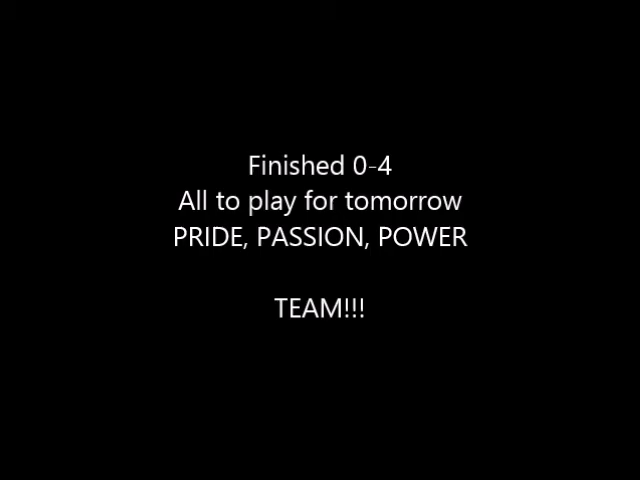 Finished 0-4
All to play for tomorrow
PRIDE, PASSION, POWER
TEAM!!!